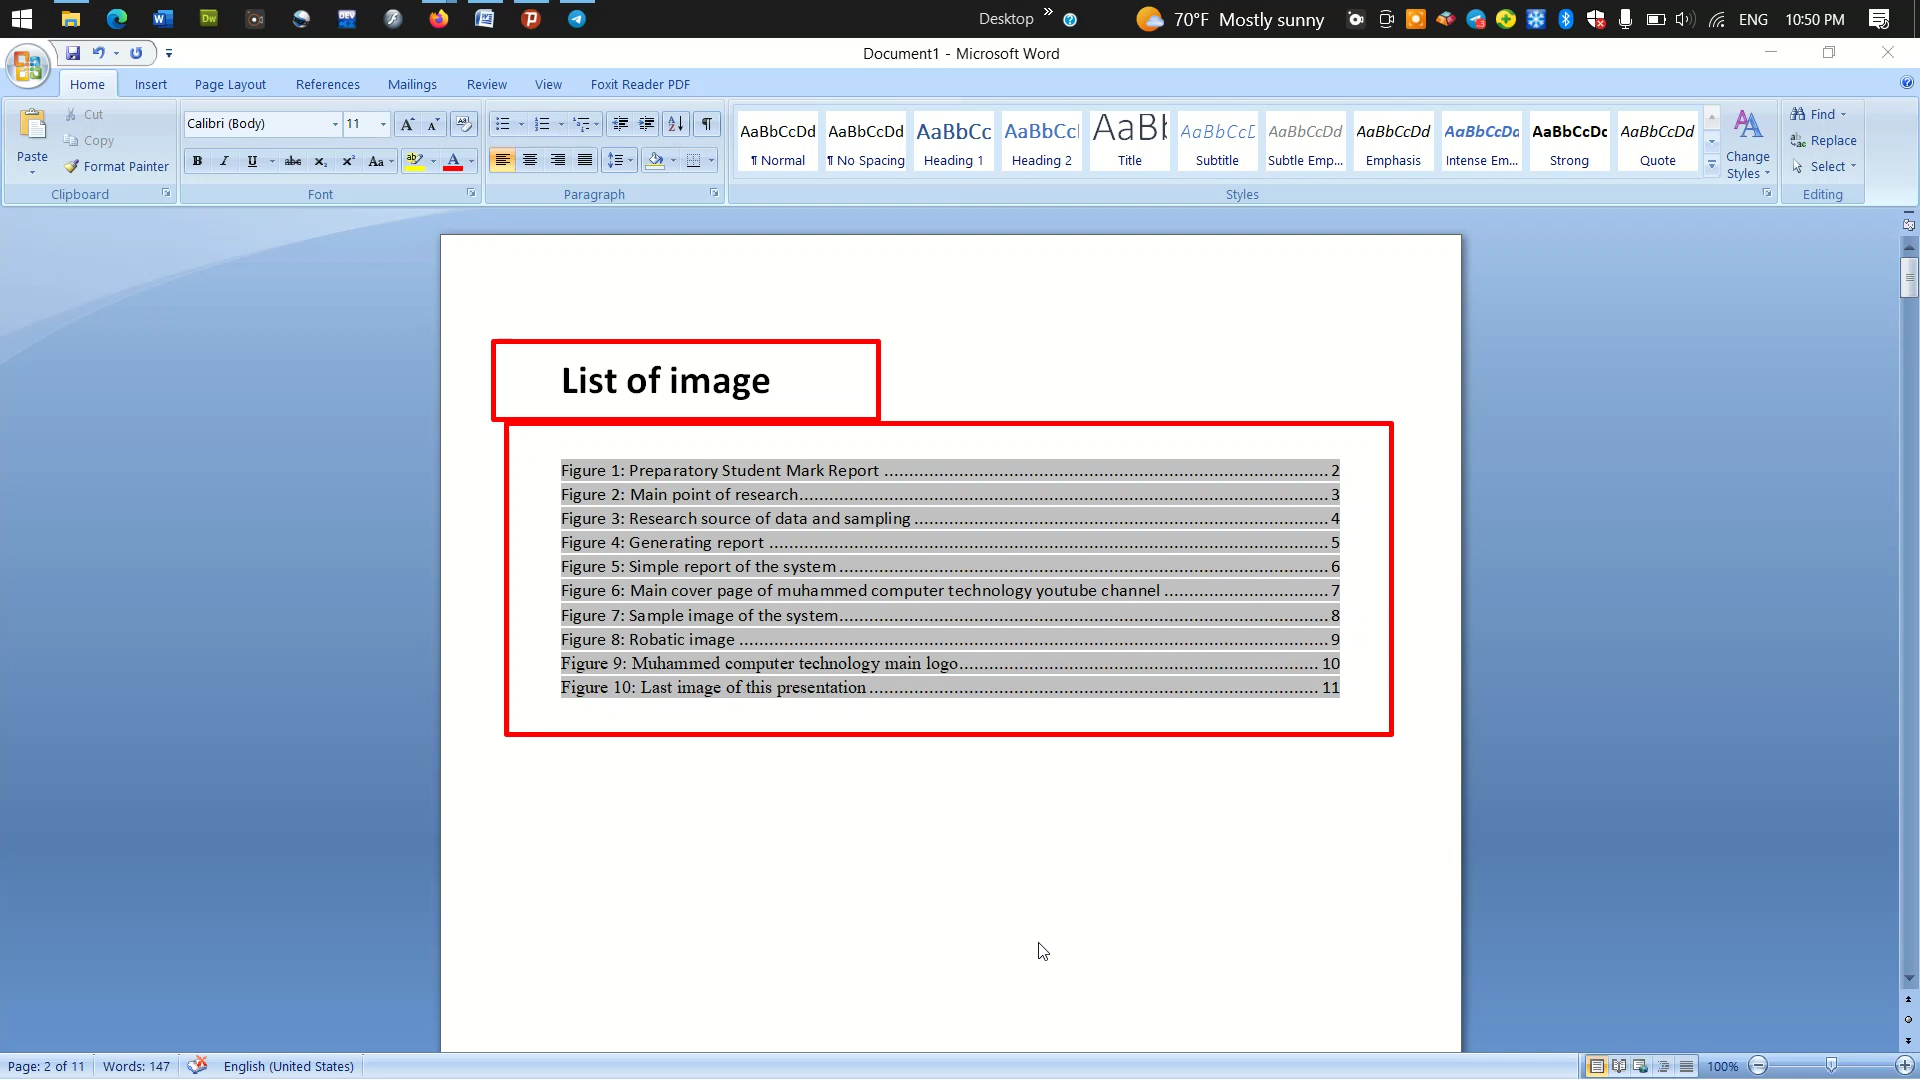 Desktop
70°F Mostly sunny
ENG 10:50 PM
Document1 - Microsoft Word
Home Insert Page Layout References Mailings Review View Foxit Reader PDF
Paste
Cut
Copy
Format Painter
Clipboard
Calibri (Body) 11
B I U abc x₂ x² Aa
Font
Paragraph
AaBbCcDd AaBbCcDd AaBbCc AaBbCc AaB AaBbCc AaBbCcDd AaBbCcDd AaBbCcDd AaBbCcDc AaBbCcDd
¶ Normal ¶ No Spacing Heading 1 Heading 2 Title Subtitle Subtle Emp... Emphasis Intense Em... Strong Quote
Change Styles
Styles
Find
Replace
Select
Editing
List of image
Figure 1: Preparatory Student Mark Report ........ 2
Figure 2: Main point of research........ 3
Figure 3: Research source of data and sampling ........ 4
Figure 4: Generating report ........ 5
Figure 5: Simple report of the system ........ 6
Figure 6: Main cover page of muhammed computer technology youtube channel ........ 7
Figure 7: Sample image of the system........ 8
Figure 8: Robatic image ........ 9
Figure 9: Muhammed computer technology main logo........ 10
Figure 10: Last image of this presentation ........ 11
Page: 2 of 11 Words: 147 English (United States) 100%